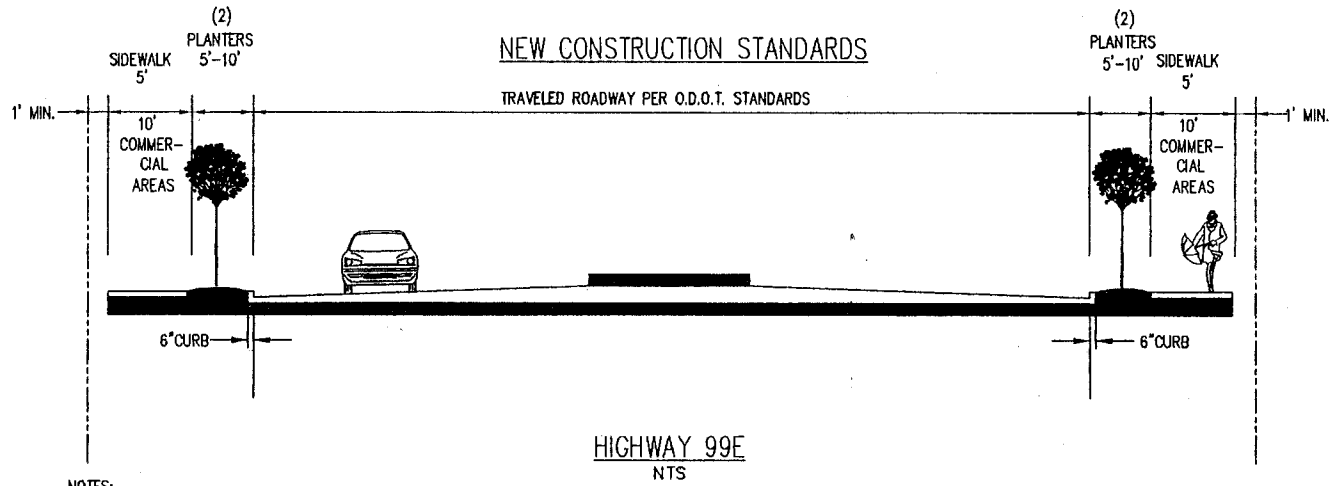 (2)
PLANTERS
5'-10'
SIDEWALK
5'
NEW CONSTRUCTION STANDARDS
(2)
PLANTERS
5'-10'
SIDEWALK
5'
1' MIN.
TRAVELED ROADWAY PER O.D.O.T. STANDARDS
1' MIN.
10'
COMMER-
CIAL
AREAS
10'
COMMER-
CIAL
AREAS
6"CURB
6"CURB
HIGHWAY 99E
NTS
NOTES: